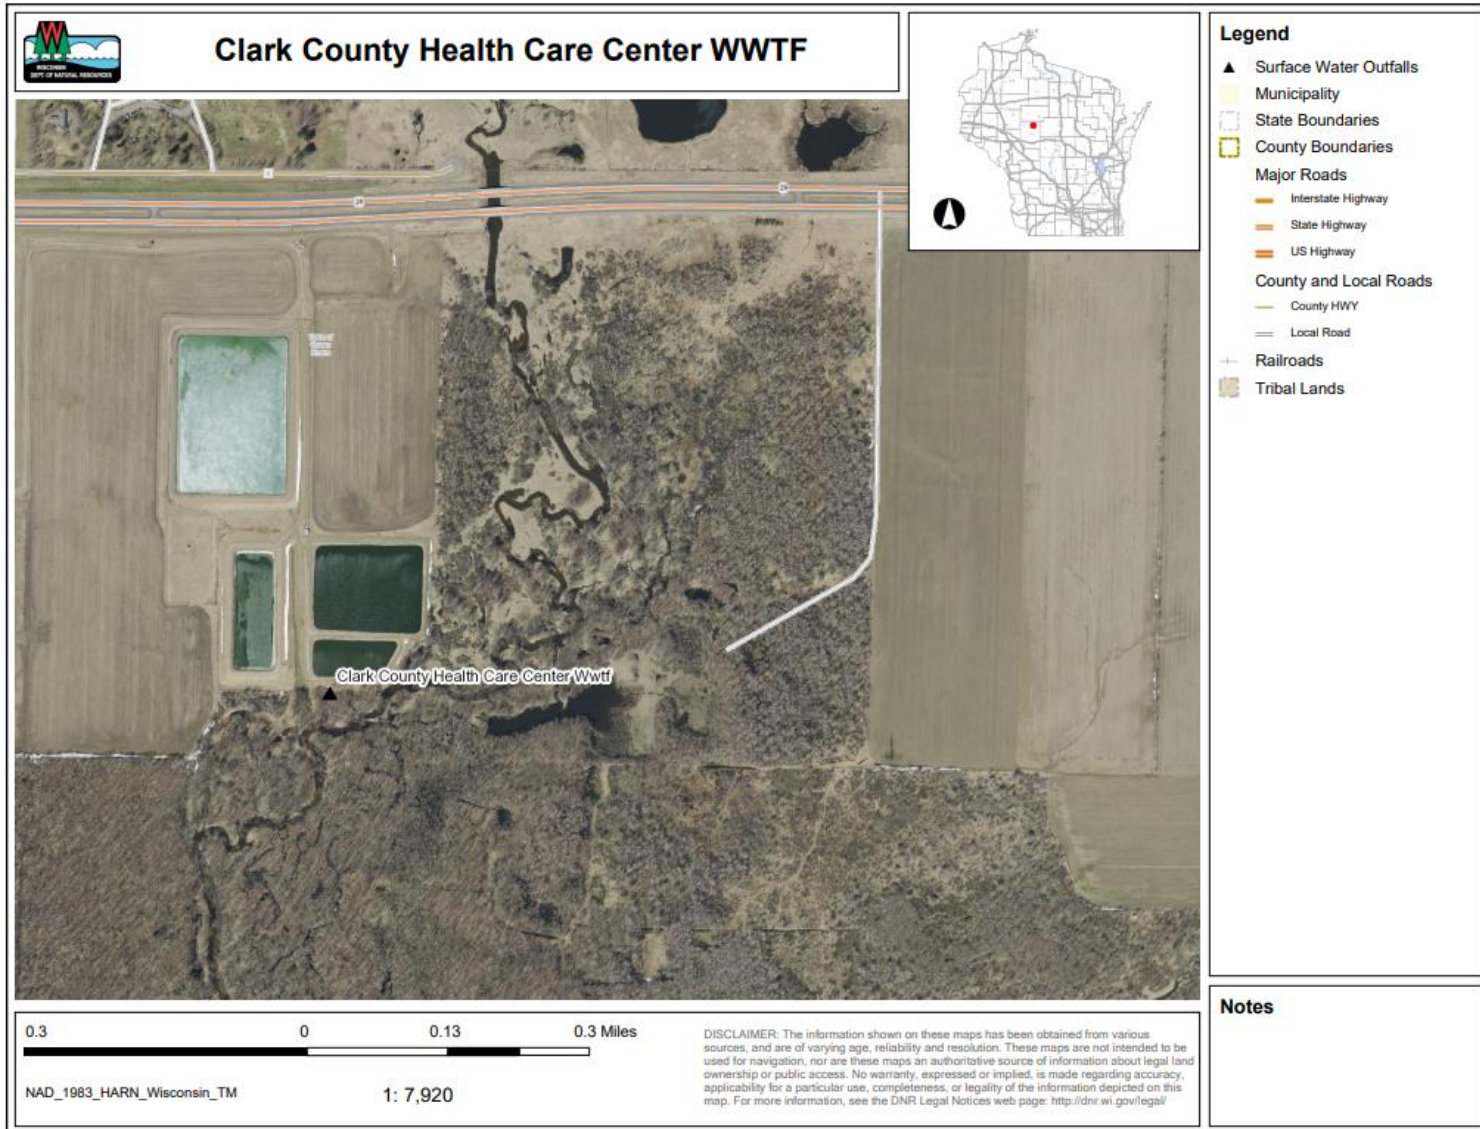 WISCONSIN
DEPT. OF NATURAL RESOURCES
Clark County Health Care Center WWTF
29
29
Clark County Health Care Center Wwtf
Legend
Surface Water Outfalls
Municipality
State Boundaries
County Boundaries
Major Roads
Interstate Highway
State Highway
US Highway
County and Local Roads
County HWY
Local Road
Railroads
Tribal Lands
Notes
0.3 0 0.13 0.3 Miles
NAD_1983_HARN_Wisconsin_TM
1: 7,920
DISCLAIMER: The information shown on these maps has been obtained from various
sources, and are of varying age, reliability and resolution. These maps are not intended to be
used for navigation, nor are these maps an authoritative source of information about legal land
ownership or public access. No warranty, expressed or implied, is made regarding accuracy,
applicability for a particular use, completeness, or legality of the information depicted on this
map. For more information, see the DNR Legal Notices web page: http://dnr.wi.gov/legal/